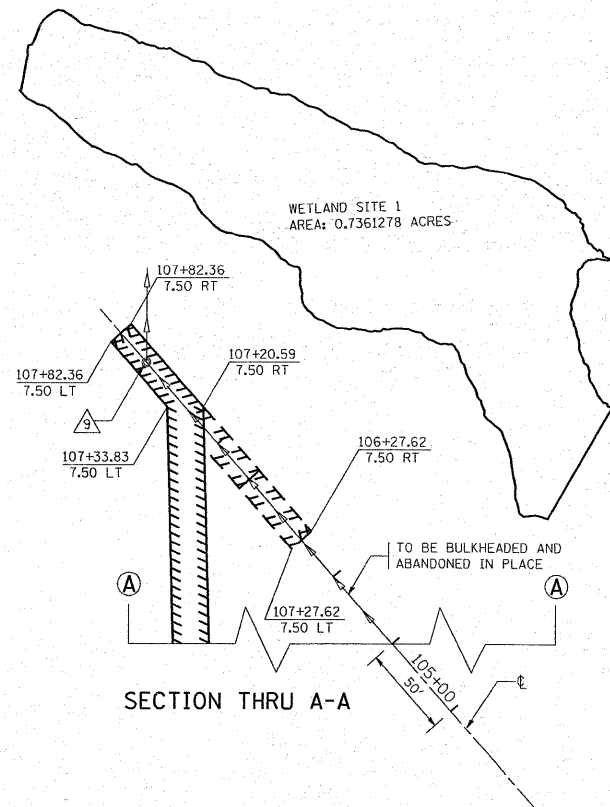 WETLAND SITE 1
AREA: 0.7361278 ACRES
107+82.36
7.50 RT
107+82.36
7.50 LT
107+20.59
7.50 RT
9
107+33.83
7.50 LT
106+27.62
7.50 RT
TO BE BULKHEADED AND
ABANDONED IN PLACE
A
A
107+27.62
7.50 LT
105+00
50'
℄
SECTION THRU A-A